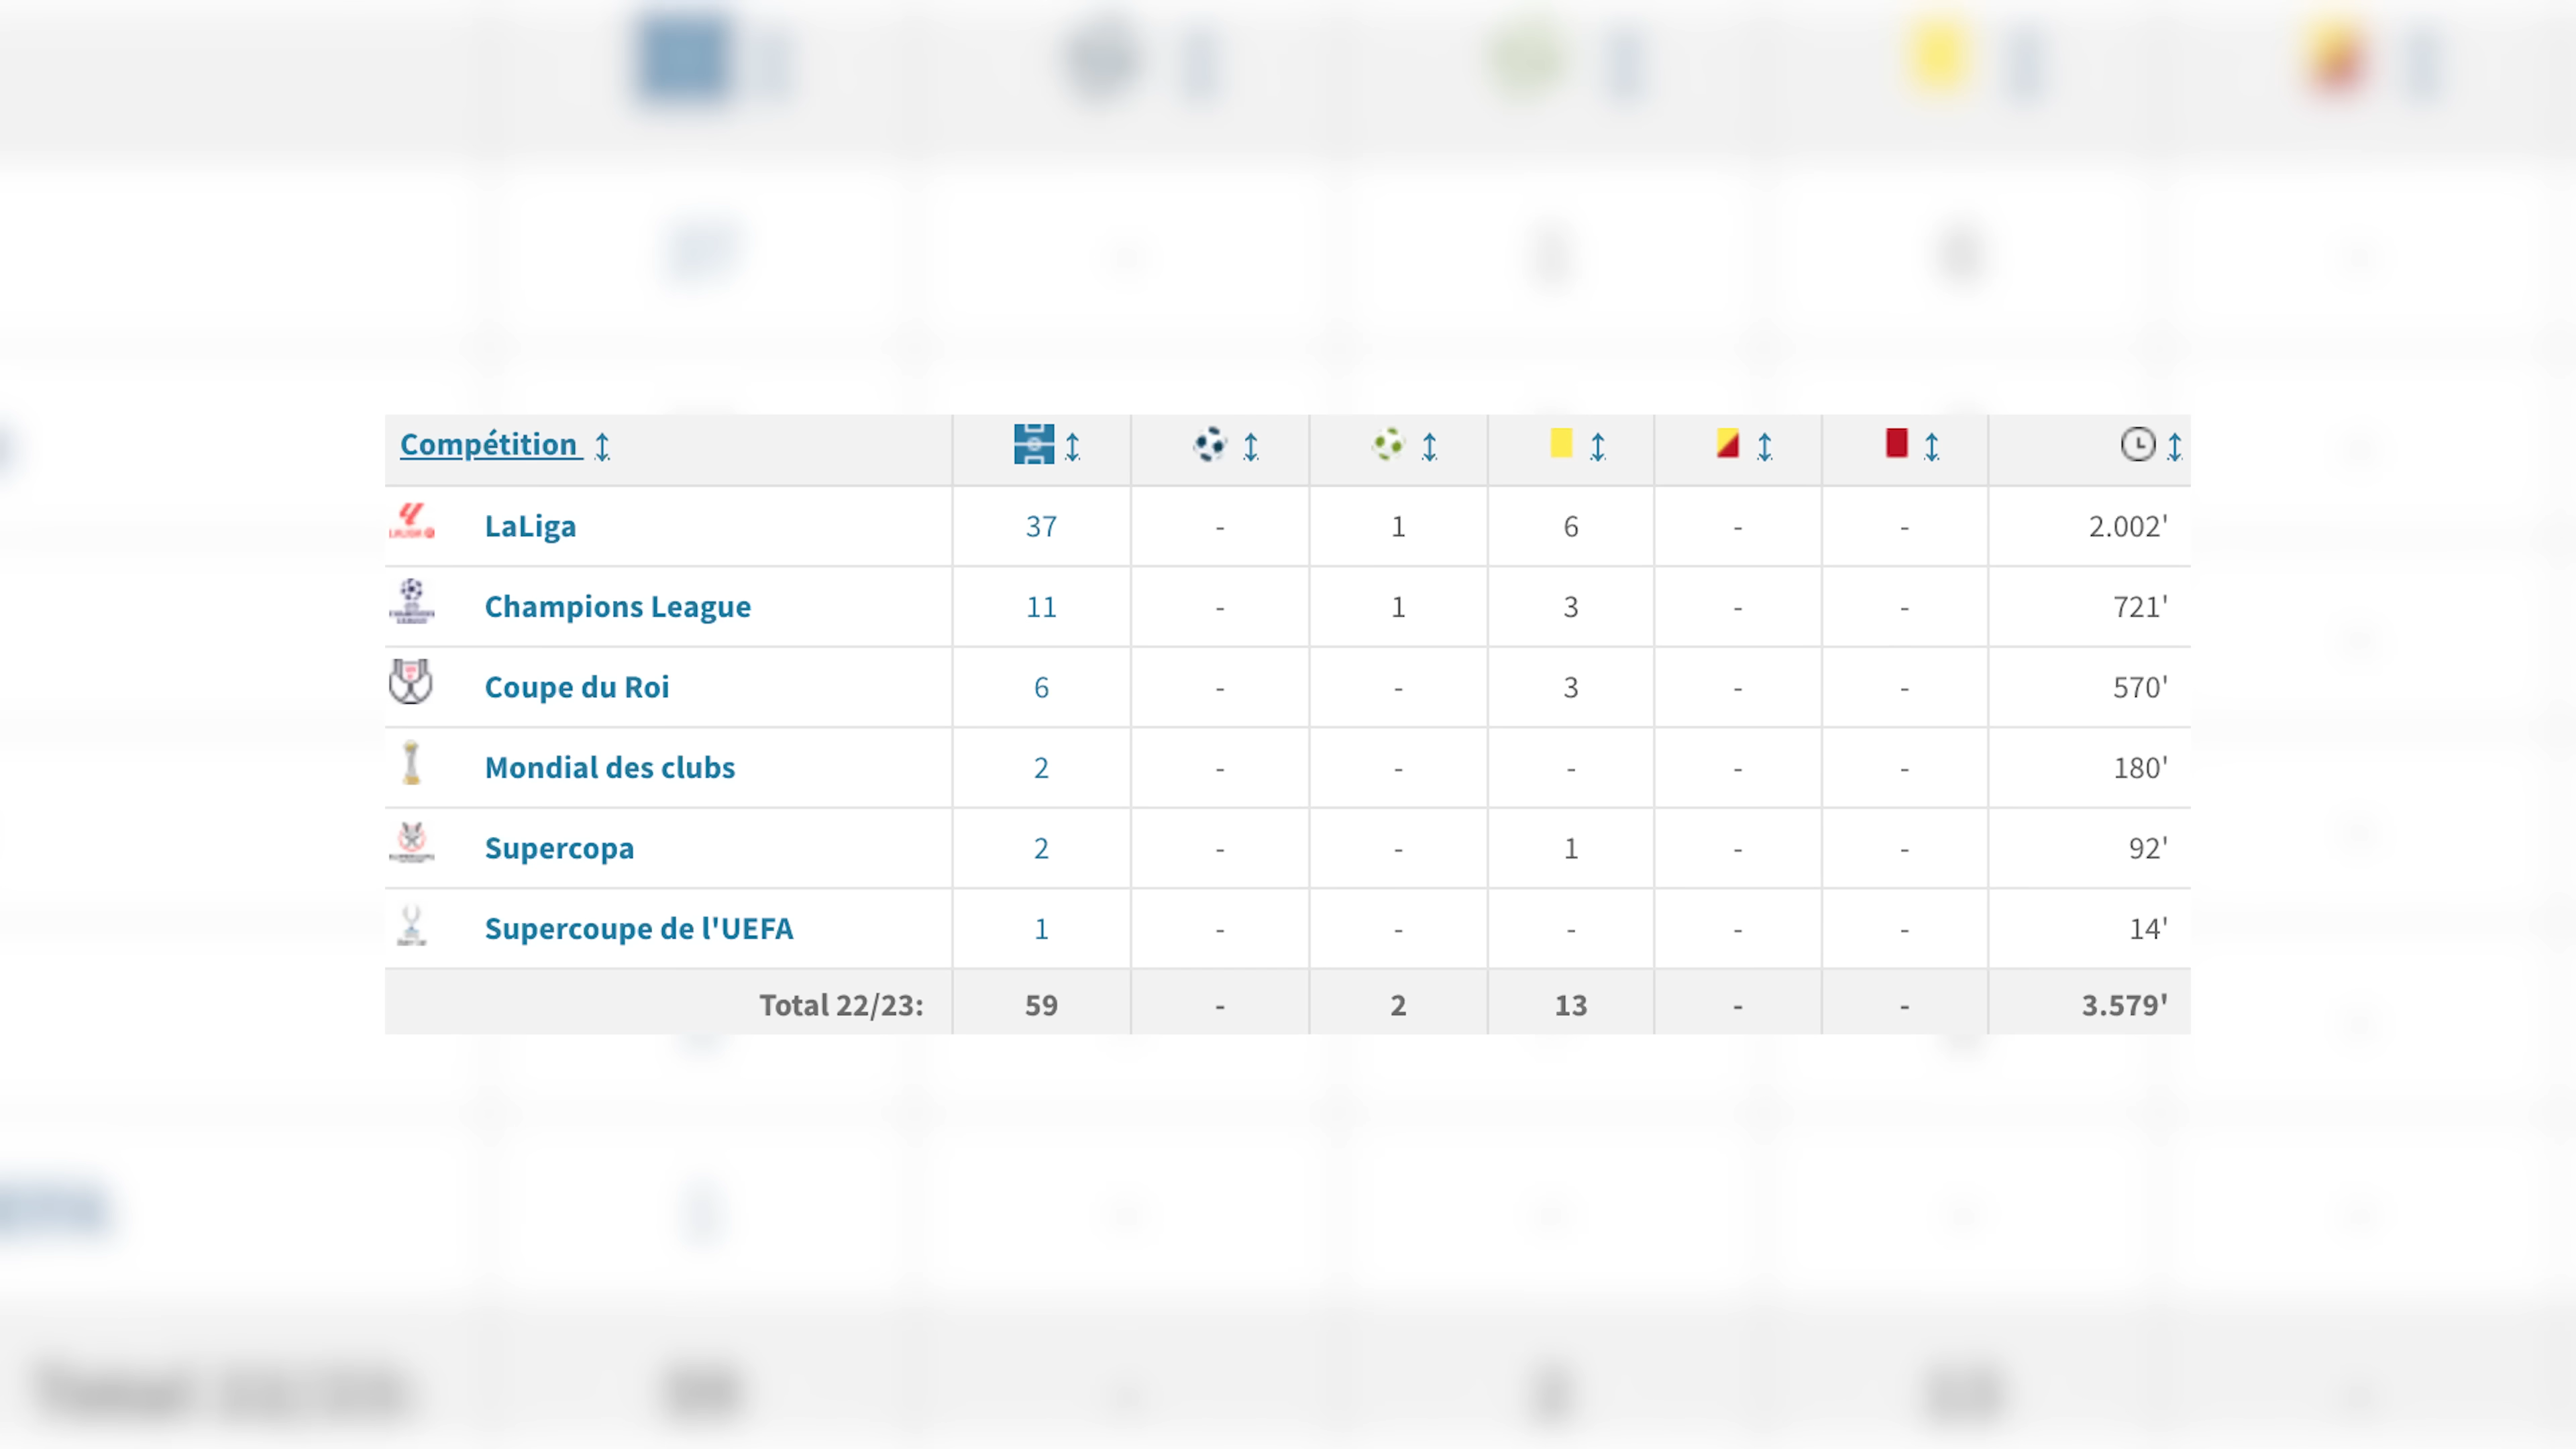 Compétition
LaLiga 37 - 1 6 - - 2.002'
Champions League 11 - 1 3 - - 721'
Coupe du Roi 6 - - 3 - - 570'
Mondial des clubs 2 - - - - - 180'
Supercopa 2 - - 1 - - 92'
Supercoupe de l'UEFA 1 - - - - - 14'
Total 22/23: 59 - 2 13 - - 3.579'